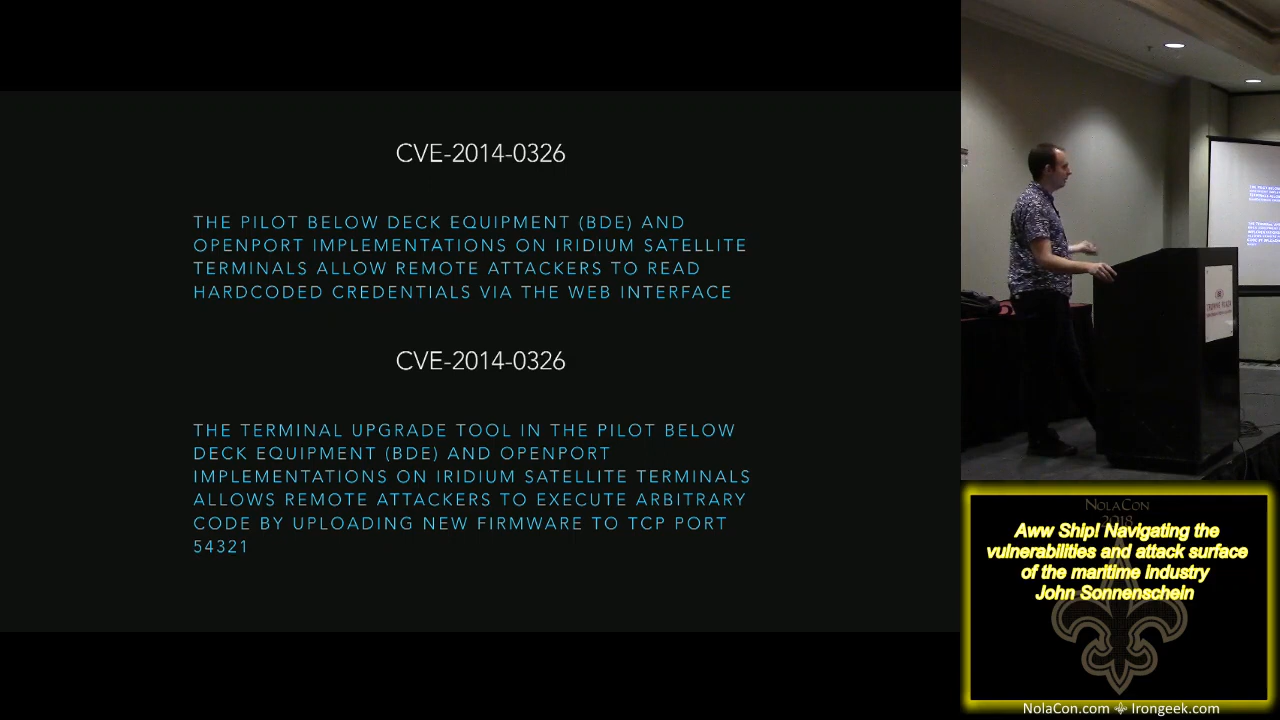 CVE-2014-0326
THE PILOT BELOW DECK EQUIPMENT (BDE) AND
OPENPORT IMPLEMENTATIONS ON IRIDIUM SATELLITE
TERMINALS ALLOW REMOTE ATTACKERS TO READ
HARDCODED CREDENTIALS VIA THE WEB INTERFACE
CVE-2014-0326
THE TERMINAL UPGRADE TOOL IN THE PILOT BELOW
DECK EQUIPMENT (BDE) AND OPENPORT
IMPLEMENTATIONS ON IRIDIUM SATELLITE TERMINALS
ALLOWS REMOTE ATTACKERS TO EXECUTE ARBITRARY
CODE BY UPLOADING NEW FIRMWARE TO TCP PORT
54321
CROWNE PLAZA
NOLACON
2018
Aww Ship! Navigating the
vulnerabilities and attack surface
of the maritime industry
John Sonnenschein
NolaCon.com Irongeek.com